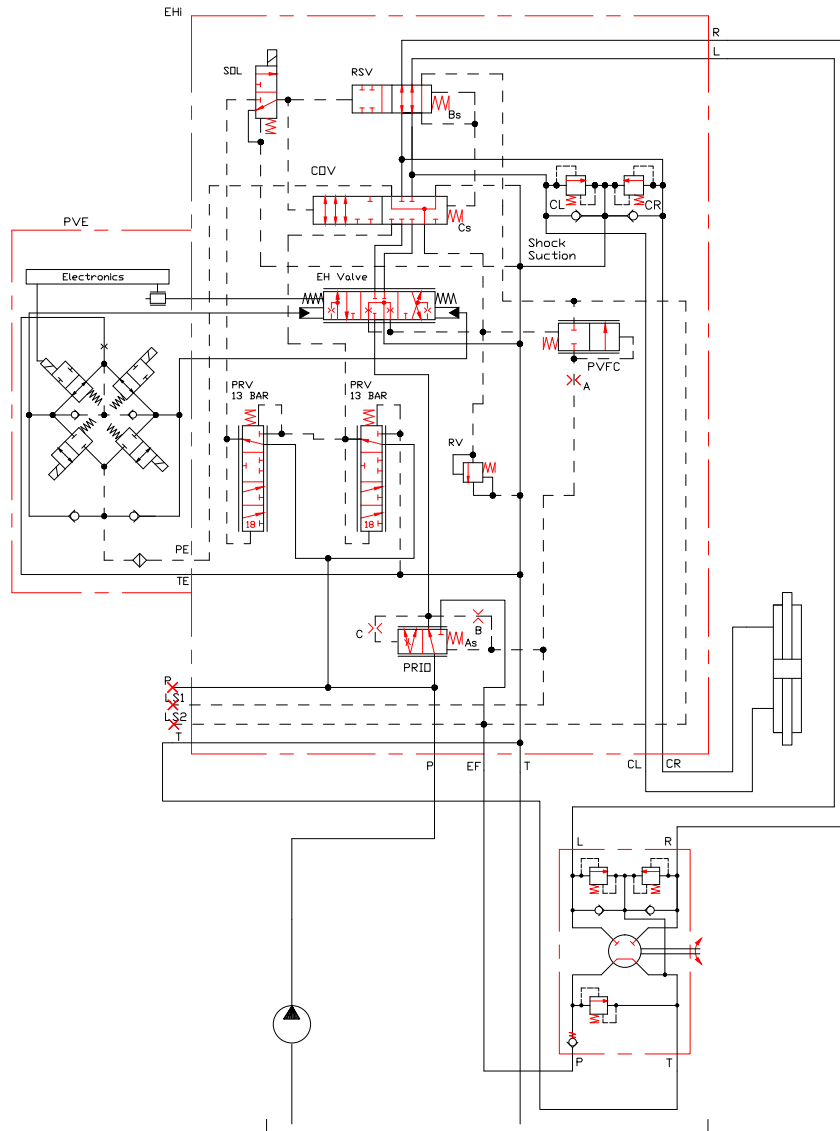 EHi
R
L
SOL
RSV
Bs
COV
CL
CR
Cs
PVE
Shock
Suction
Electronics
EH Valve
PVFC
A
PRV
13 BAR
PRV
13 BAR
RV
18
18
PE
TE
C
B
As
PRIO
P
LS1
LS2
T
P
EF
T
CL
CR
L
R
P
T